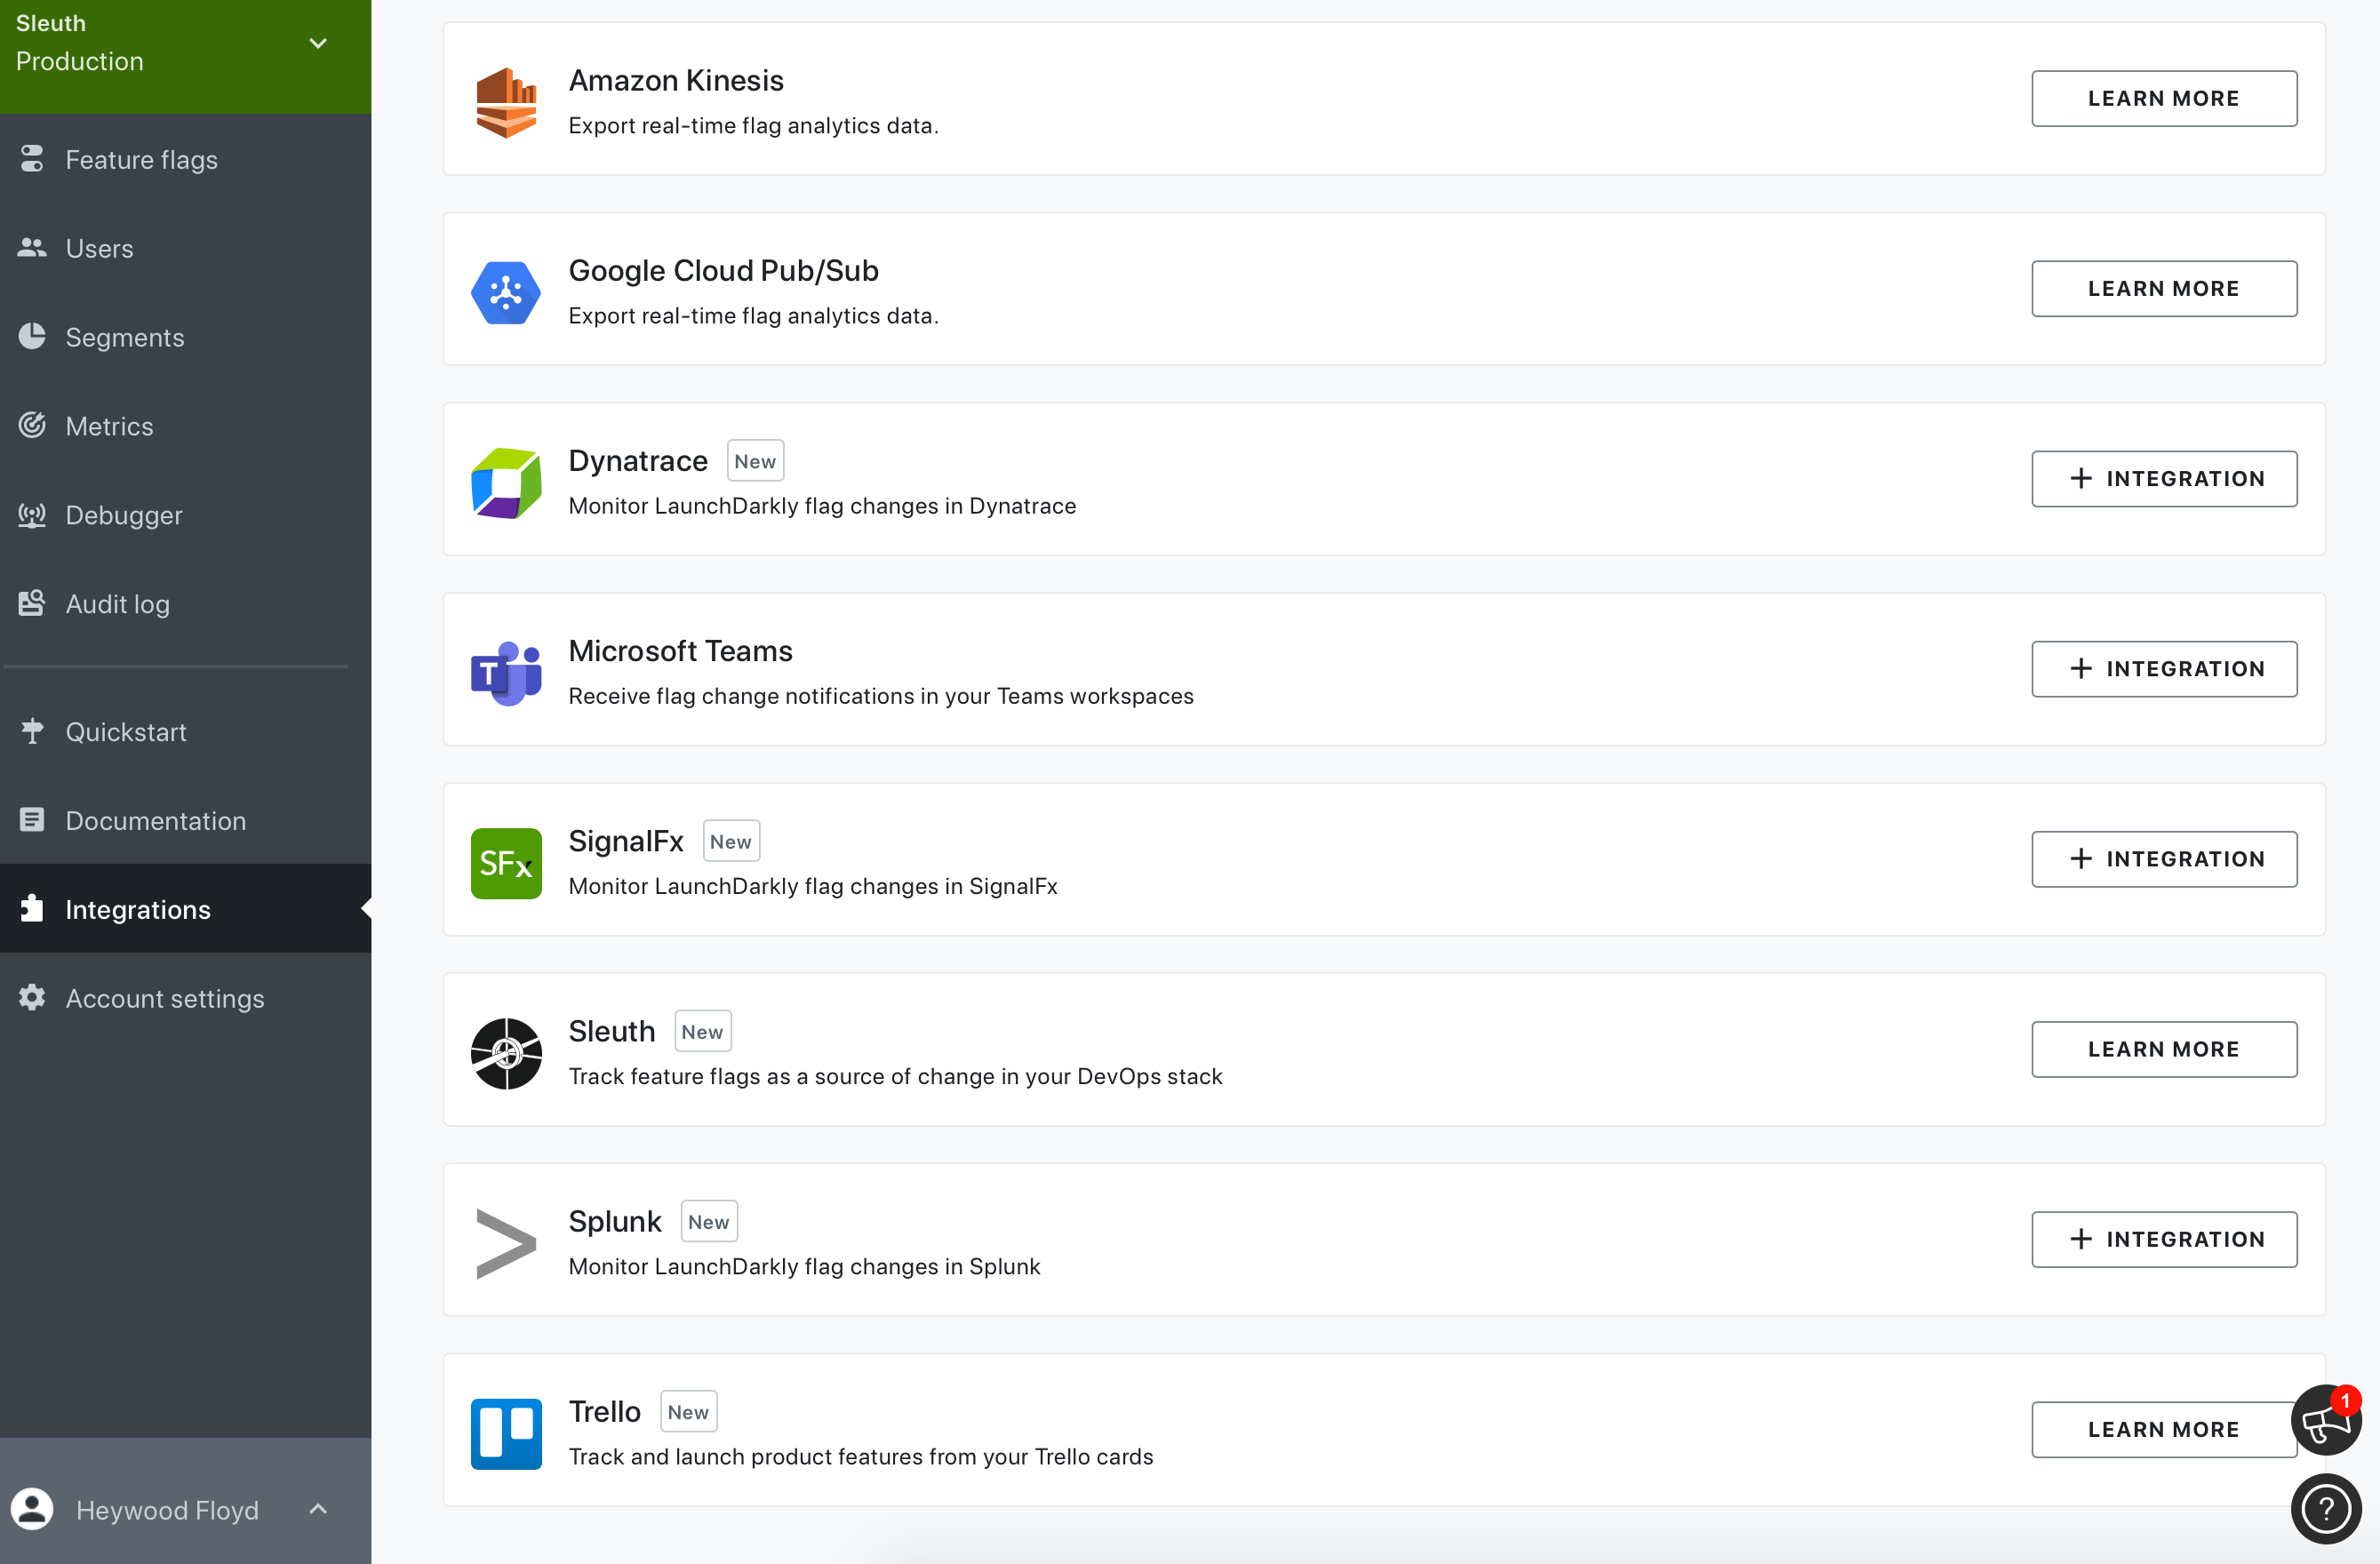 Sleuth
Production
Feature flags
Users
Segments
Metrics
Debugger
Audit log
Quickstart
Documentation
Integrations
Account settings
Heywood Floyd
Amazon Kinesis
Export real-time flag analytics data.
LEARN MORE
Google Cloud Pub/Sub
Export real-time flag analytics data.
LEARN MORE
Dynatrace New
Monitor LaunchDarkly flag changes in Dynatrace
+ INTEGRATION
T
Microsoft Teams
Receive flag change notifications in your Teams workspaces
+ INTEGRATION
SFx
SignalFx New
Monitor LaunchDarkly flag changes in SignalFx
+ INTEGRATION
Sleuth New
Track feature flags as a source of change in your DevOps stack
LEARN MORE
>
Splunk New
Monitor LaunchDarkly flag changes in Splunk
+ INTEGRATION
Trello New
Track and launch product features from your Trello cards
LEARN MORE
1
?